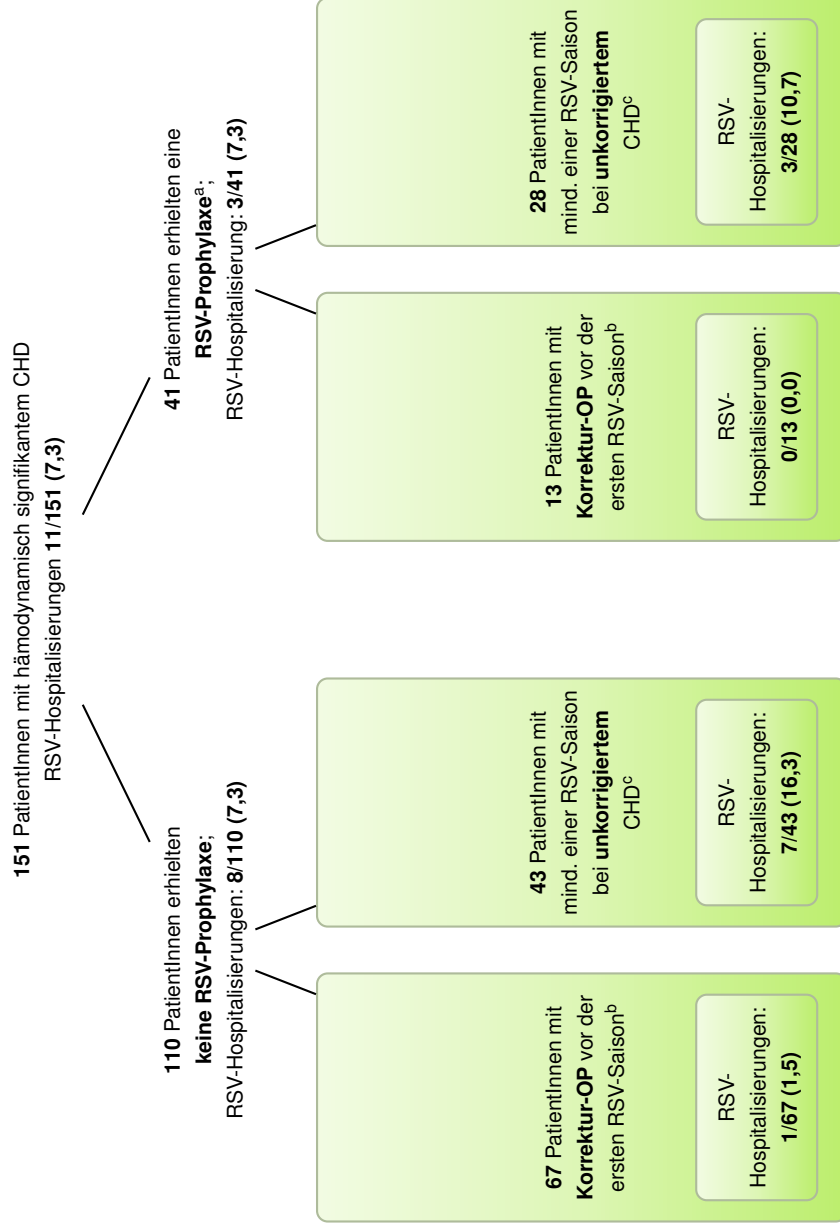 151 PatientInnen mit hämodynamisch signifikantem CHD
RSV-Hospitalisierungen 11/151 (7,3)
110 PatientInnen erhielten
keine RSV-Prophylaxe;
RSV-Hospitalisierungen: 8/110 (7,3)
41 PatientInnen erhielten eine
RSV-Prophylaxeᵃ;
RSV-Hospitalisierung: 3/41 (7,3)
67 PatientInnen mit
Korrektur-OP vor der
ersten RSV-Saisonᵇ
RSV-
Hospitalisierungen:
1/67 (1,5)
43 PatientInnen mit
mind. einer RSV-Saison
bei unkorrigiertem
CHDᶜ
RSV-
Hospitalisierungen:
7/43 (16,3)
13 PatientInnen mit
Korrektur-OP vor der
ersten RSV-Saisonᵇ
RSV-
Hospitalisierungen:
0/13 (0,0)
28 PatientInnen mit
mind. einer RSV-Saison
bei unkorrigiertem
CHDᶜ
RSV-
Hospitalisierungen:
3/28 (10,7)